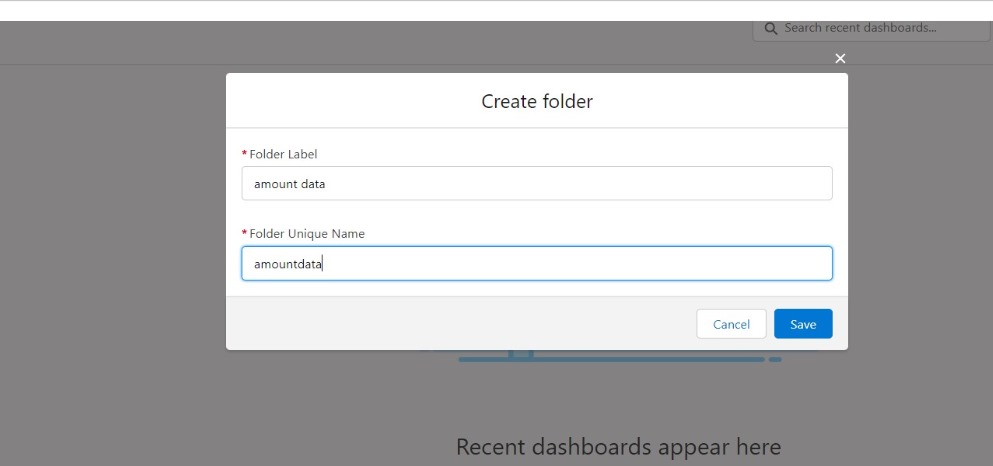 Search recent dashboards...
Create folder
* Folder Label
amount data
* Folder Unique Name
amountdata
Cancel Save
Recent dashboards appear here